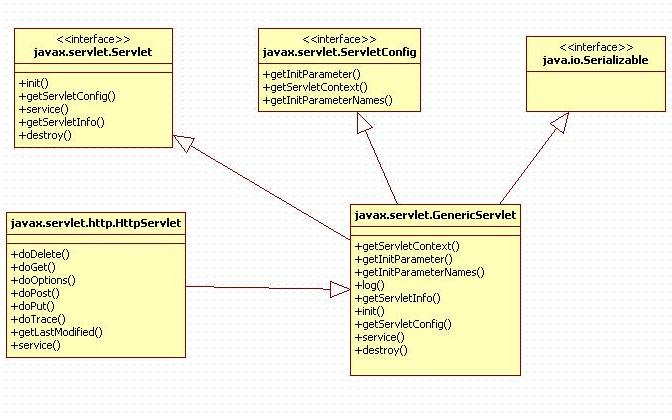 <<interface>>
javax.servlet.Servlet
+init()
+getServletConfig()
+service()
+getServletInfo()
+destroy()
<<interface>>
javax.servlet.ServletConfig
+getInitParameter()
+getServletContext()
+getInitParameterNames()
<<interface>>
java.io.Serializable
javax.servlet.http.HttpServlet
+doDelete()
+doGet()
+doOptions()
+doPost()
+doPut()
+doTrace()
+getLastModified()
+service()
javax.servlet.GenericServlet
+getServletContext()
+getInitParameter()
+getInitParameterNames()
+log()
+getServletInfo()
+init()
+getServletConfig()
+service()
+destroy()